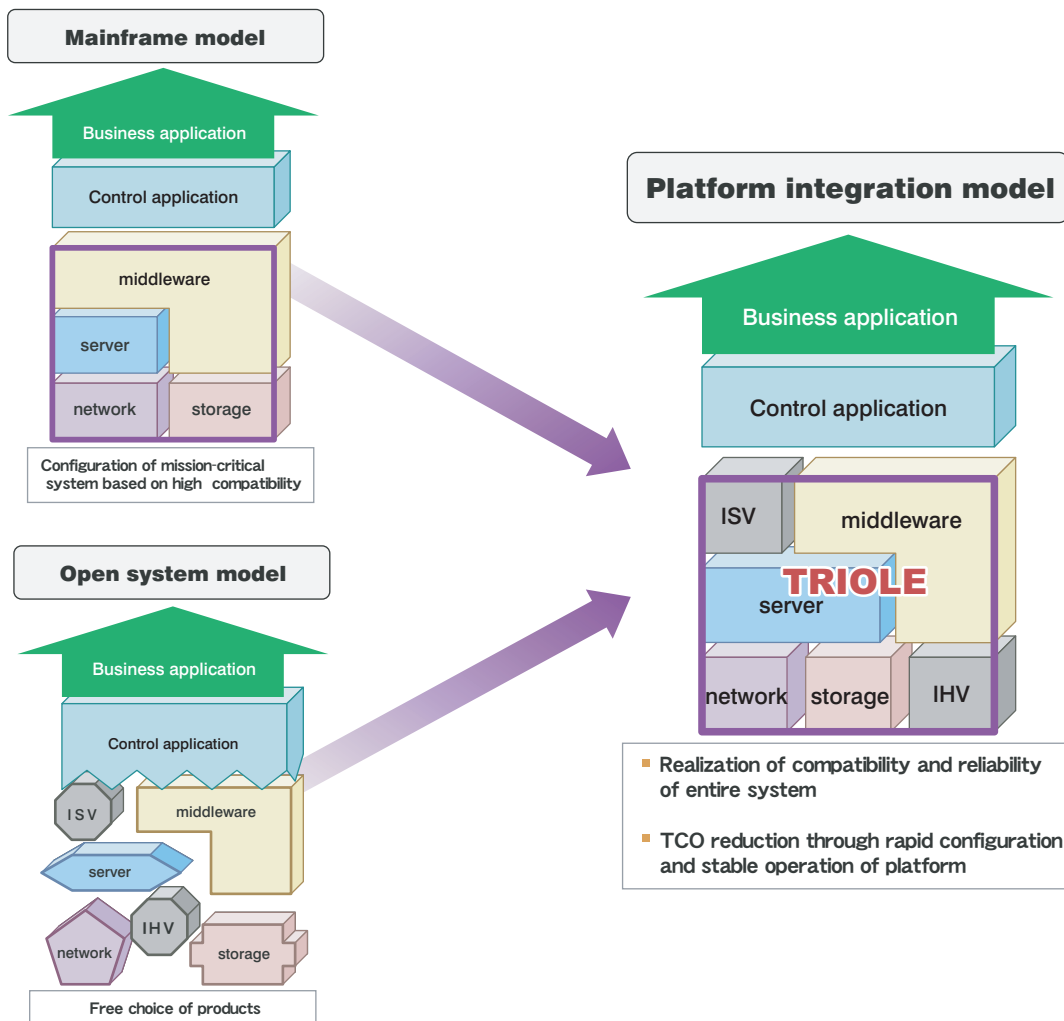 Mainframe model
Business application
Control application
middleware
server
network
storage
Configuration of mission-critical
system based on high compatibility
Open system model
Business application
Control application
ISV
middleware
server
IHV
network
storage
Free choice of products
Platform integration model
Business application
Control application
ISV
middleware
TRIOLE
server
network
storage
IHV
Realization of compatibility and reliability
of entire system
TCO reduction through rapid configuration
and stable operation of platform